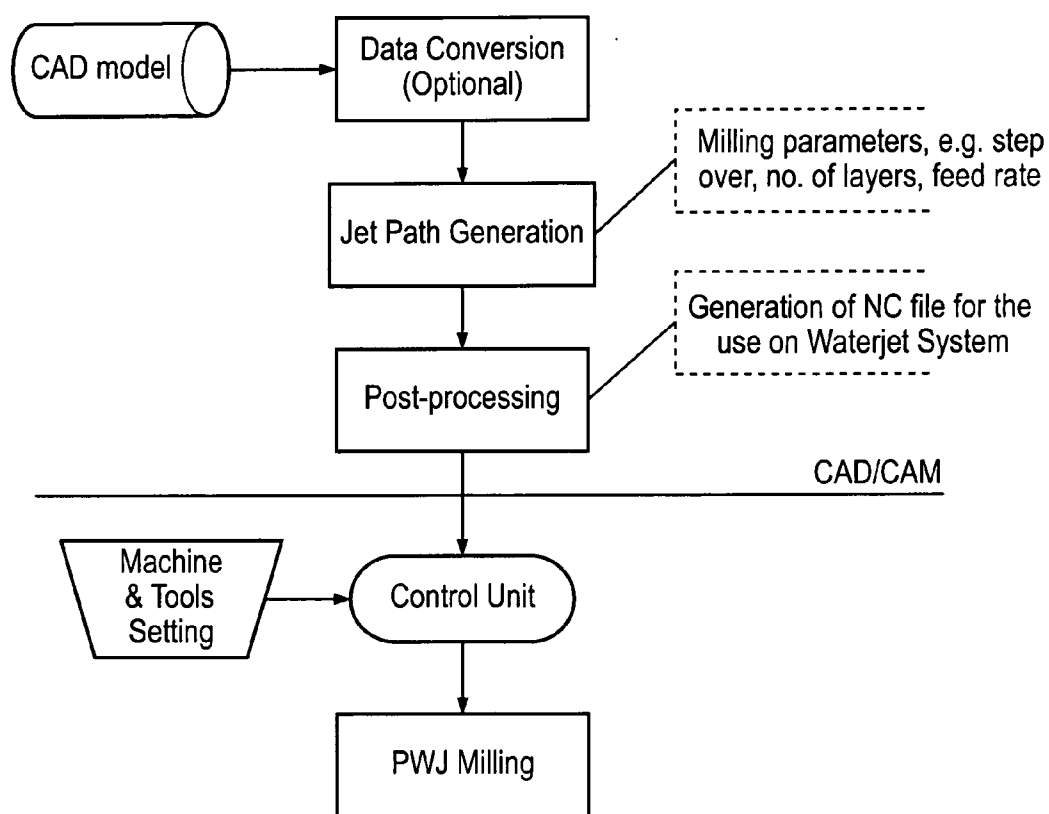 CAD model
Data Conversion
(Optional)
Milling parameters, e.g. step
over, no. of layers, feed rate
Jet Path Generation
Generation of NC file for the
use on Waterjet System
Post-processing
CAD/CAM
Machine
& Tools
Setting
Control Unit
PWJ Milling